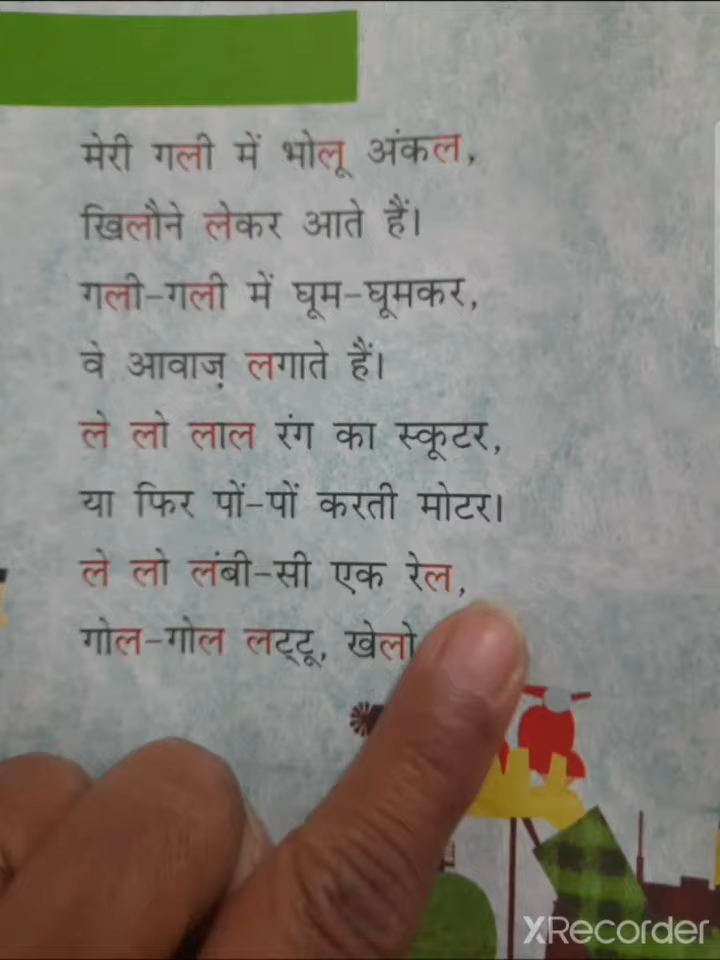 मेरी गली में भोलू अंकल,
खिलौने लेकर आते हैं।
गली-गली में घूम-घूमकर,
वे आवाज़ लगाते हैं।
ले लो लाल रंग का स्कूटर,
या फिर पों-पों करती मोटर।
ले लो लंबी-सी एक रेल,
गोल-गोल लट्टू, खेलो
XRecorder